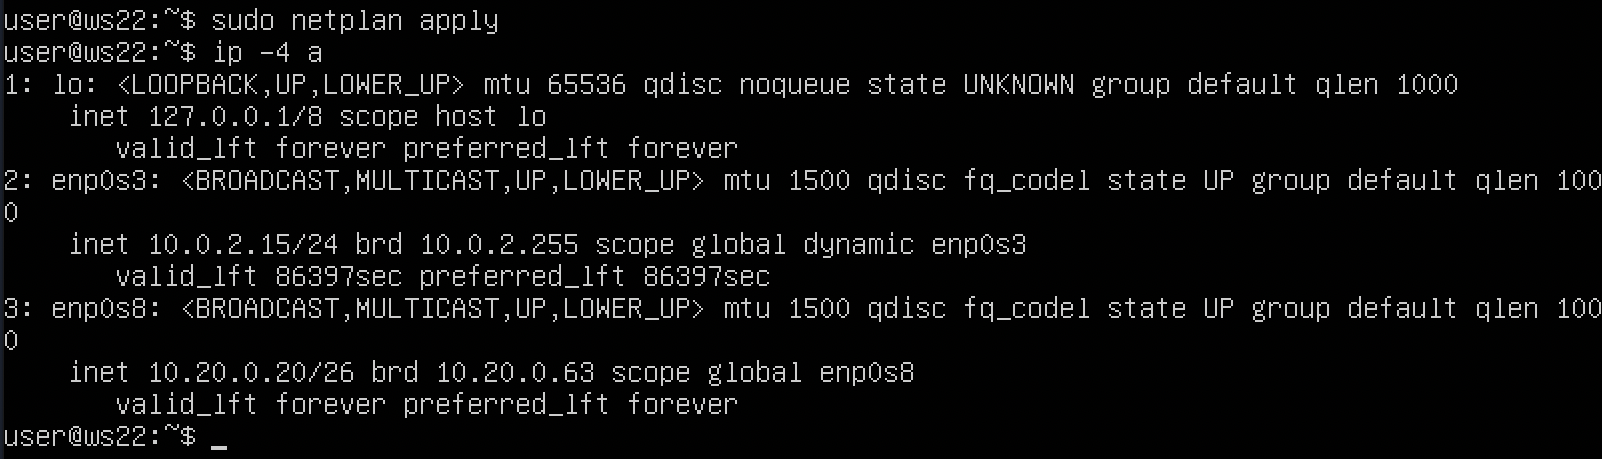 user@ws22:~$ sudo netplan apply
user@ws22:~$ ip -4 a
1: lo: <LOOPBACK,UP,LOWER_UP> mtu 65536 qdisc noqueue state UNKNOWN group default qlen 1000
    inet 127.0.0.1/8 scope host lo
       valid_lft forever preferred_lft forever
2: enp0s3: <BROADCAST,MULTICAST,UP,LOWER_UP> mtu 1500 qdisc fq_codel state UP group default qlen 100
0
    inet 10.0.2.15/24 brd 10.0.2.255 scope global dynamic enp0s3
       valid_lft 86397sec preferred_lft 86397sec
3: enp0s8: <BROADCAST,MULTICAST,UP,LOWER_UP> mtu 1500 qdisc fq_codel state UP group default qlen 100
0
    inet 10.20.0.20/26 brd 10.20.0.63 scope global enp0s8
       valid_lft forever preferred_lft forever
user@ws22:~$ _